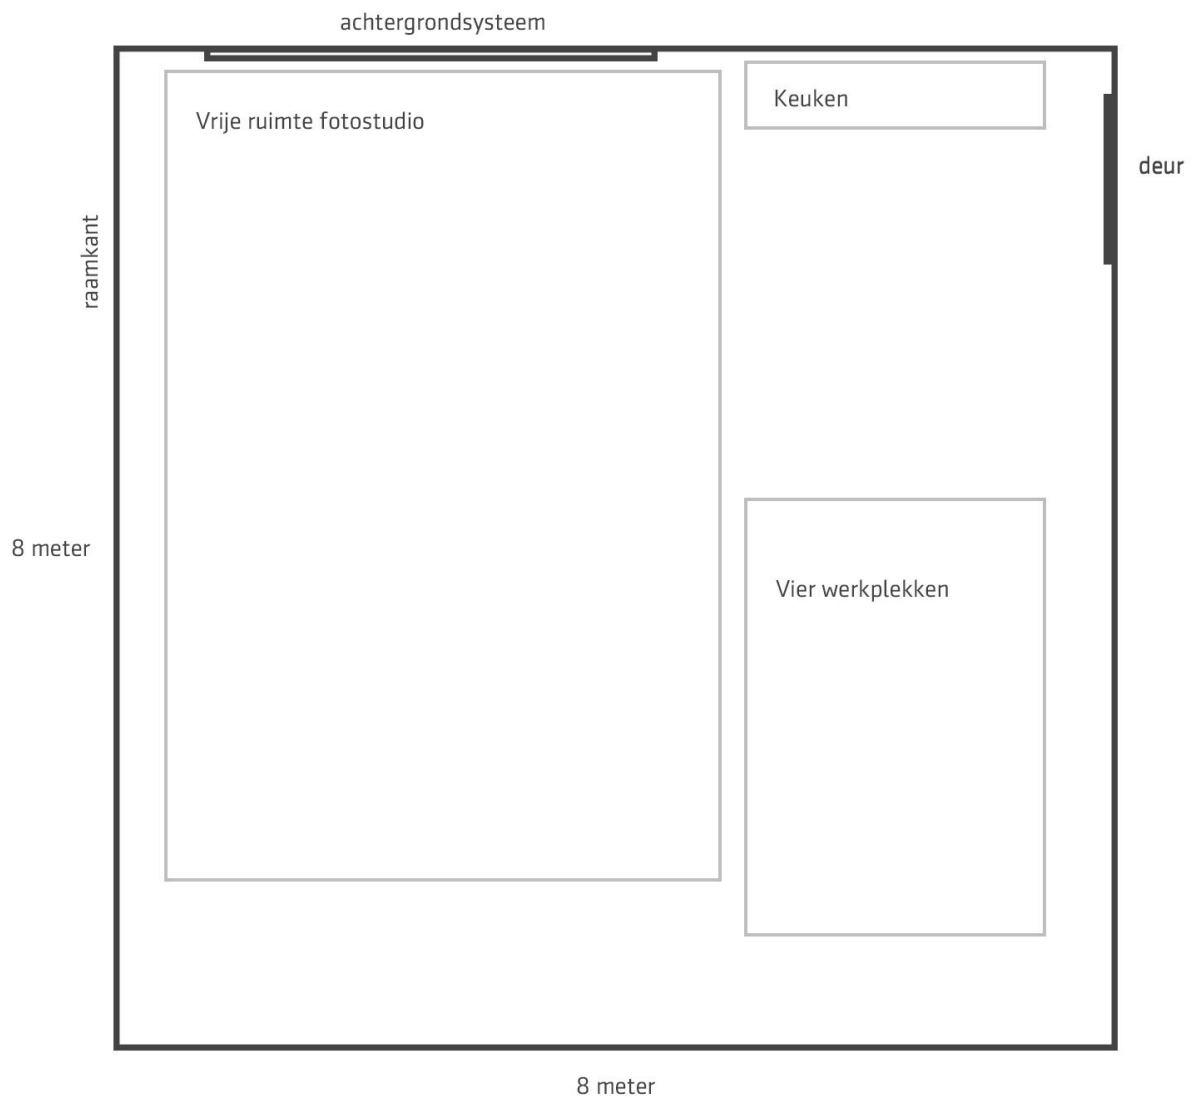 achtergrondsysteem
Keuken
Vrije ruimte fotostudio
deur
raamkant
8 meter
Vier werkplekken
8 meter